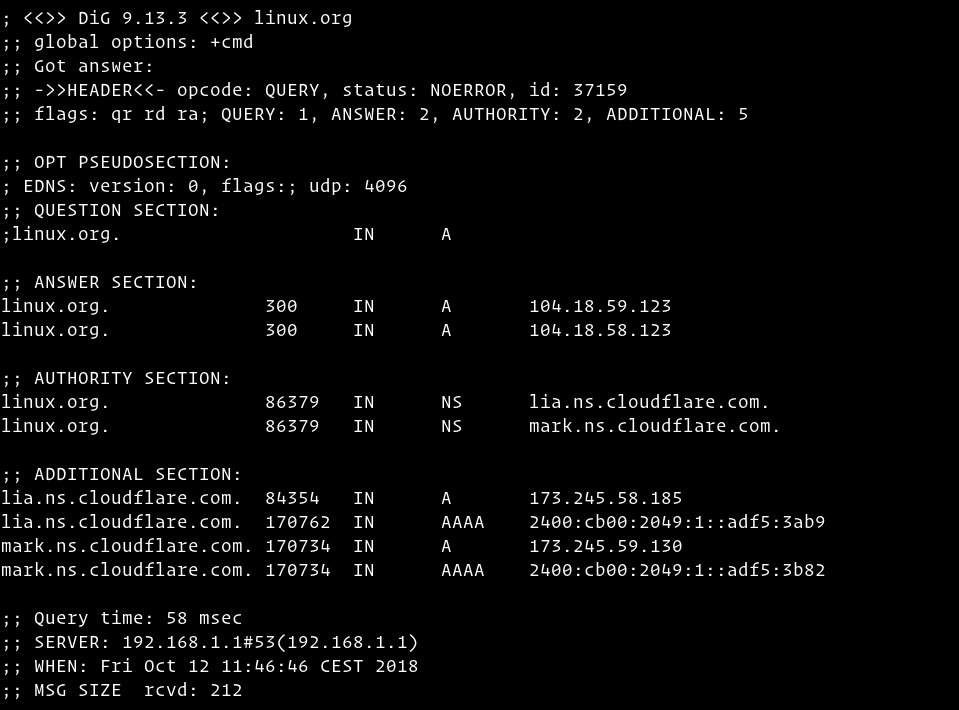 ; <<>> DiG 9.13.3 <<>> linux.org
;; global options: +cmd
;; Got answer:
;; ->>HEADER<<- opcode: QUERY, status: NOERROR, id: 37159
;; flags: qr rd ra; QUERY: 1, ANSWER: 2, AUTHORITY: 2, ADDITIONAL: 5

;; OPT PSEUDOSECTION:
; EDNS: version: 0, flags:; udp: 4096
;; QUESTION SECTION:
;linux.org.			IN	A

;; ANSWER SECTION:
linux.org.		300	IN	A	104.18.59.123
linux.org.		300	IN	A	104.18.58.123

;; AUTHORITY SECTION:
linux.org.		86379	IN	NS	lia.ns.cloudflare.com.
linux.org.		86379	IN	NS	mark.ns.cloudflare.com.

;; ADDITIONAL SECTION:
lia.ns.cloudflare.com.	84354	IN	A	173.245.58.185
lia.ns.cloudflare.com.	170762	IN	AAAA	2400:cb00:2049:1::adf5:3ab9
mark.ns.cloudflare.com.	170734	IN	A	173.245.59.130
mark.ns.cloudflare.com.	170734	IN	AAAA	2400:cb00:2049:1::adf5:3b82

;; Query time: 58 msec
;; SERVER: 192.168.1.1#53(192.168.1.1)
;; WHEN: Fri Oct 12 11:46:46 CEST 2018
;; MSG SIZE  rcvd: 212